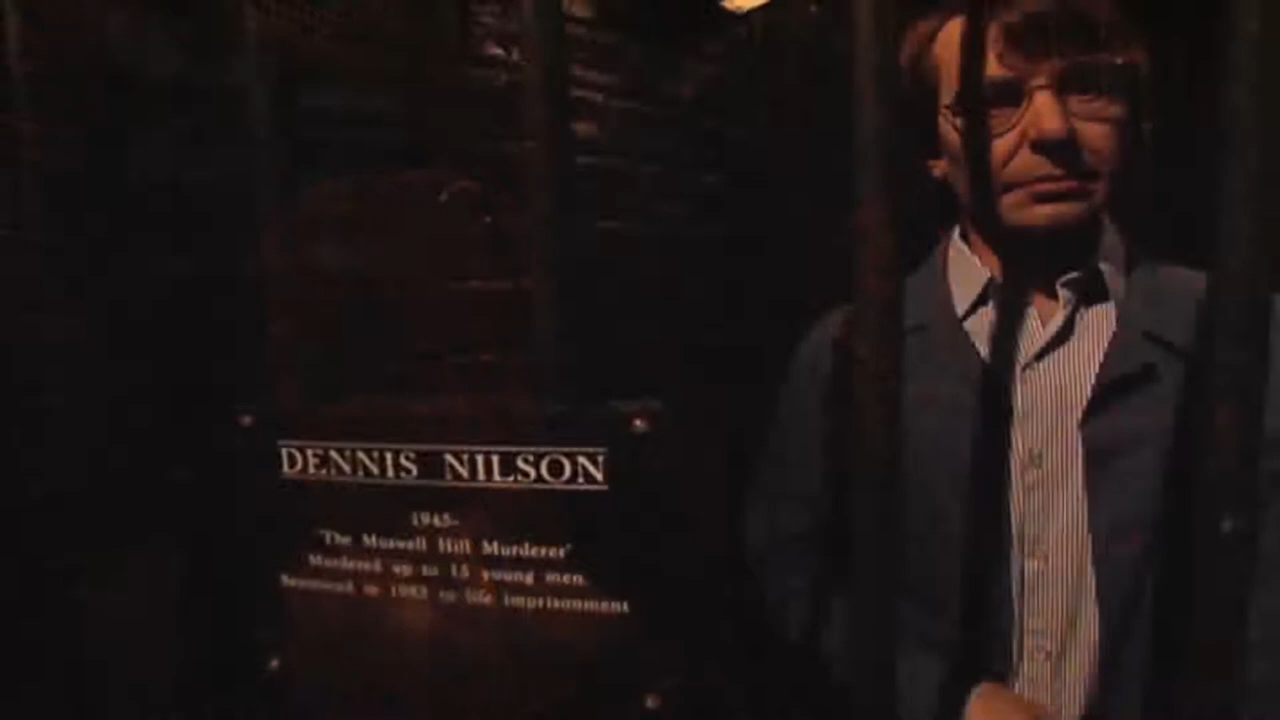 DENNIS NILSON
1945-
'The Muswell Hill Murderer'
Murdered up to 15 young men.
Sentenced in 1983 to life imprisonment